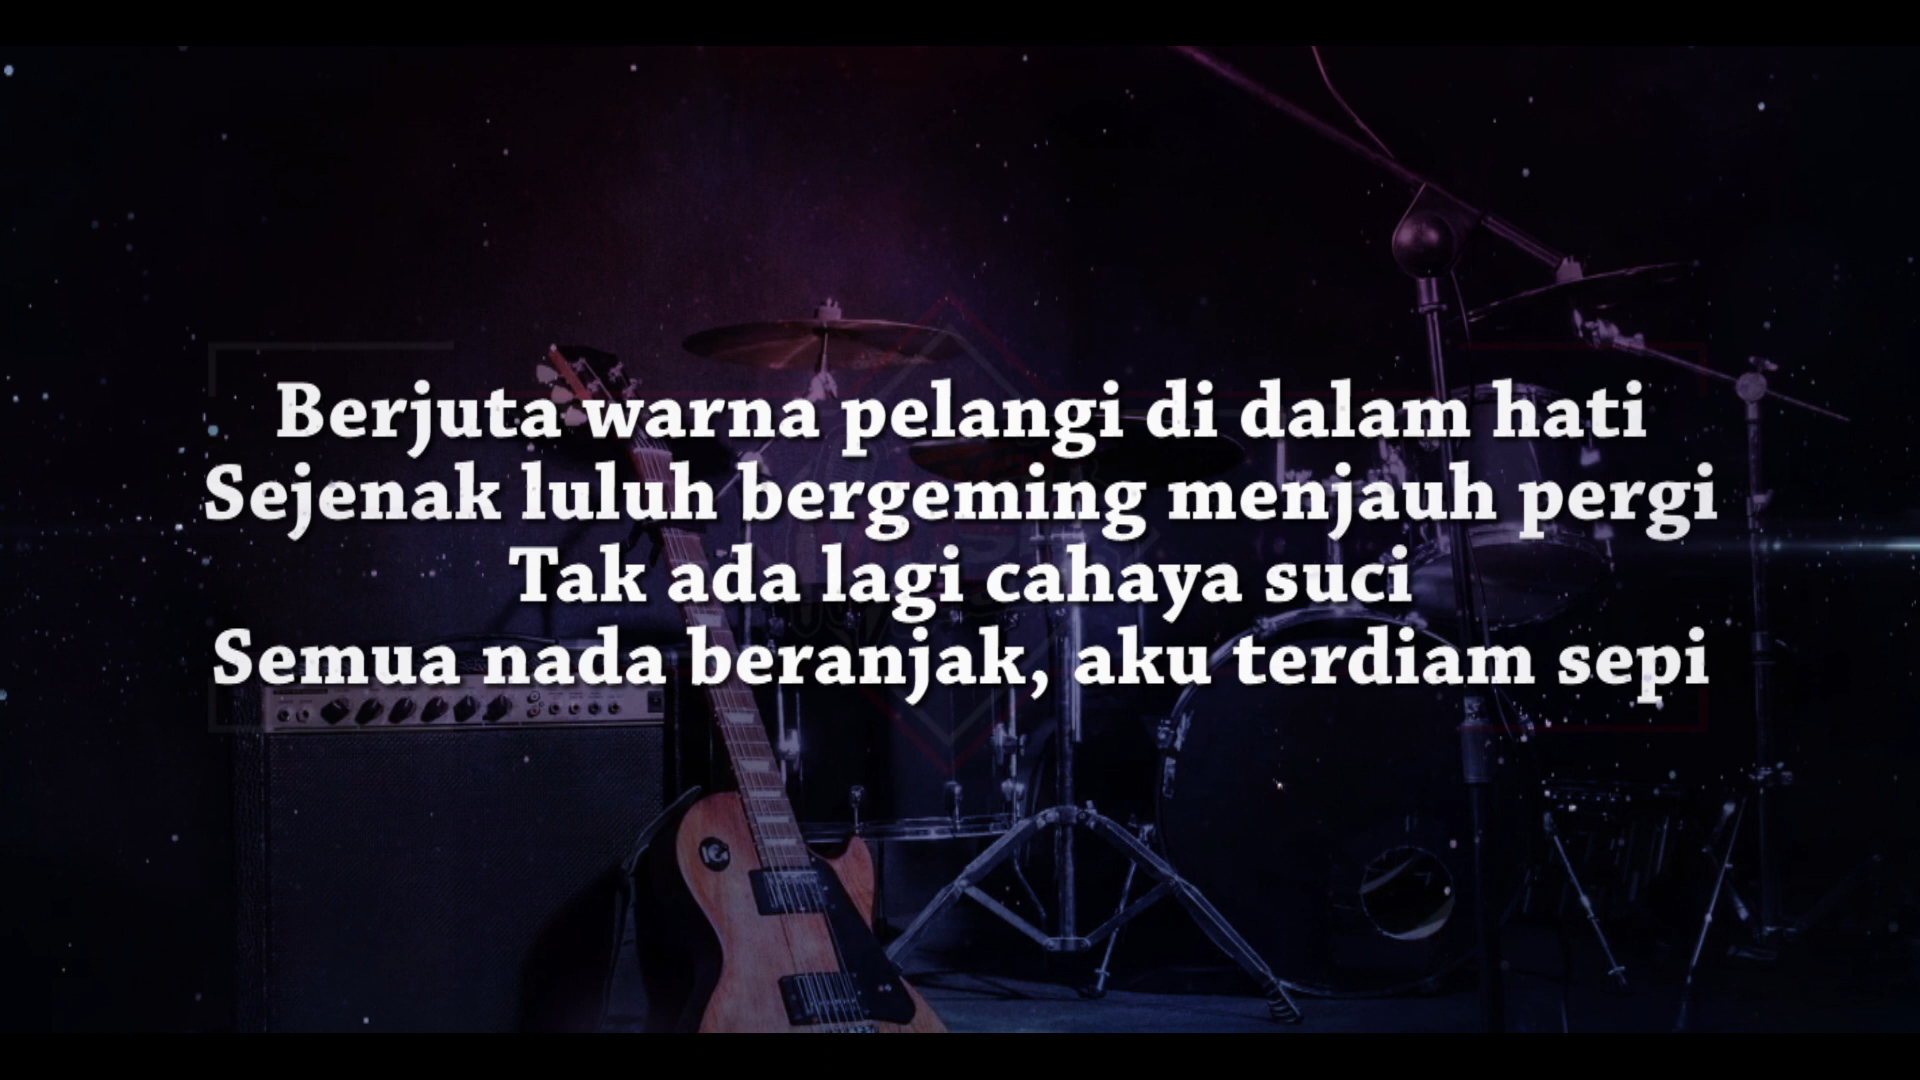 Berjuta warna pelangi di dalam hati
Sejenak luluh bergeming menjauh pergi
Tak ada lagi cahaya suci
Semua nada beranjak, aku terdiam sepi